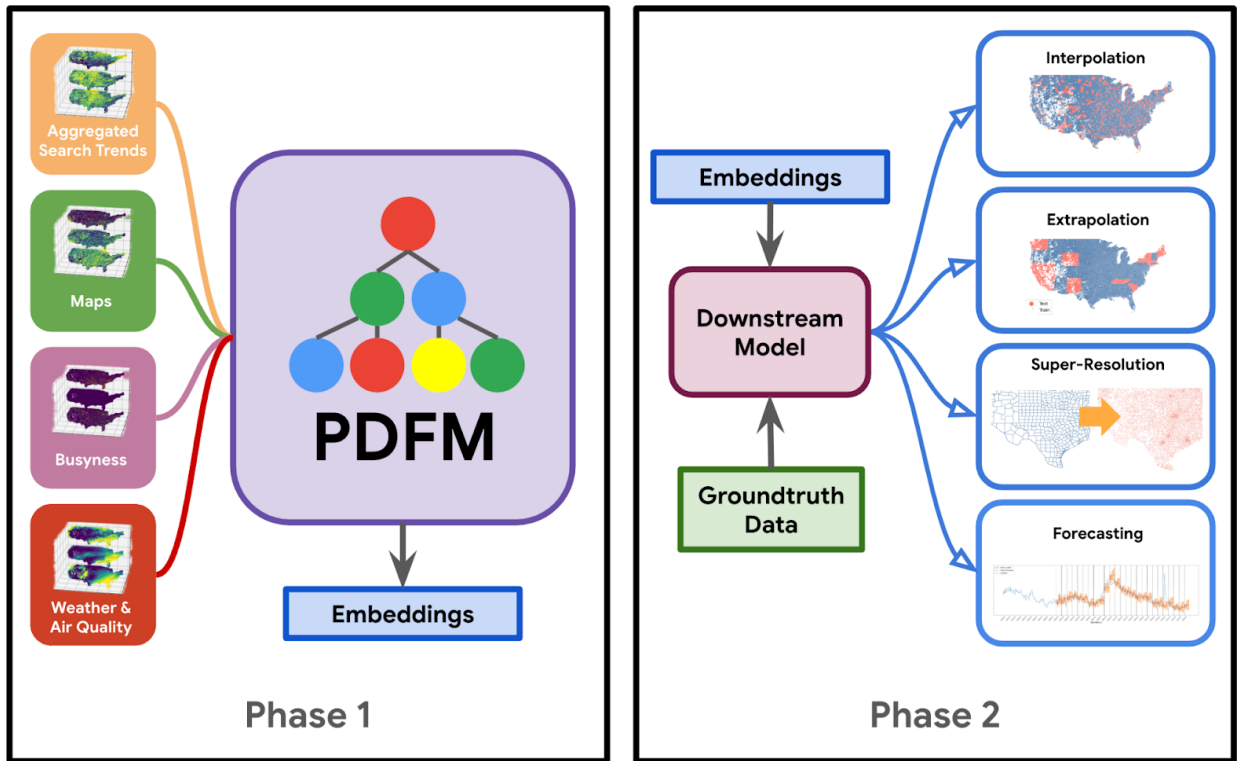 Aggregated
Search Trends
Maps
Busyness
Weather &
Air Quality
PDFM
Embeddings
Phase 1
Embeddings
Downstream
Model
Groundtruth
Data
Interpolation
Extrapolation
Test
Train
Super-Resolution
Forecasting
Phase 2